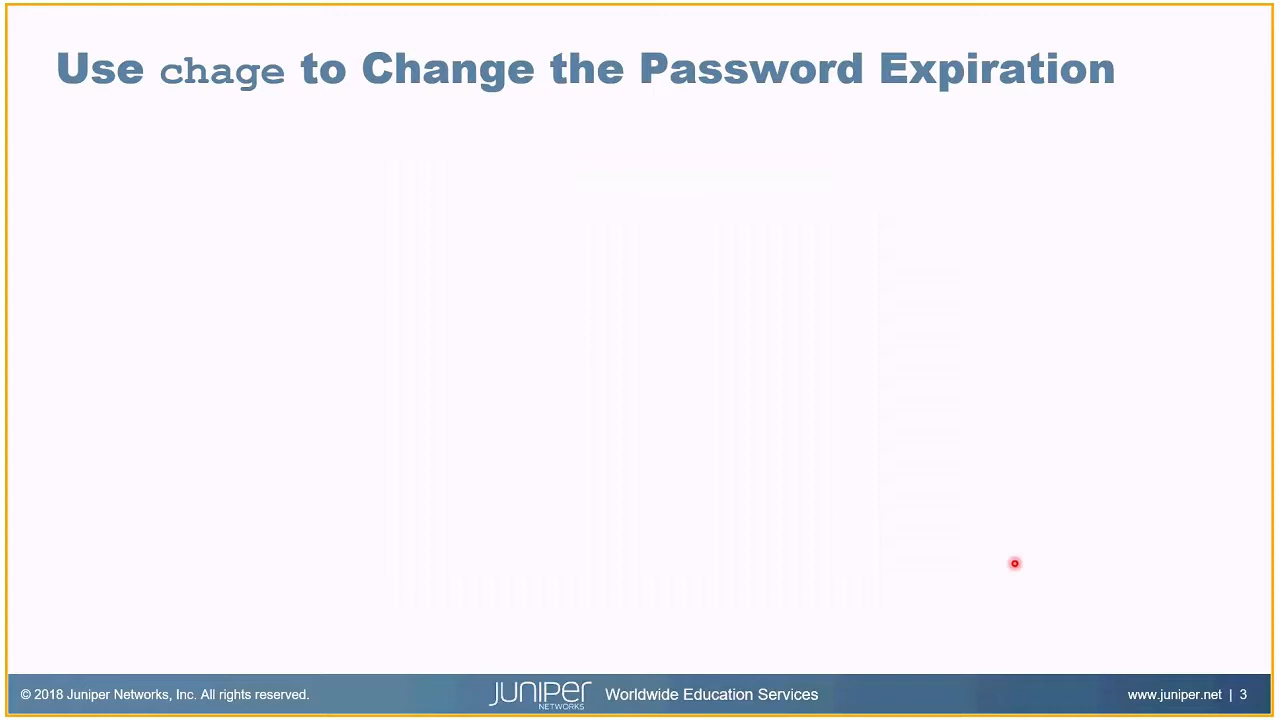 Use chage to Change the Password Expiration
© 2018 Juniper Networks, Inc. All rights reserved.
JUNIPER
NETWORKS
Worldwide Education Services
www.juniper.net | 3